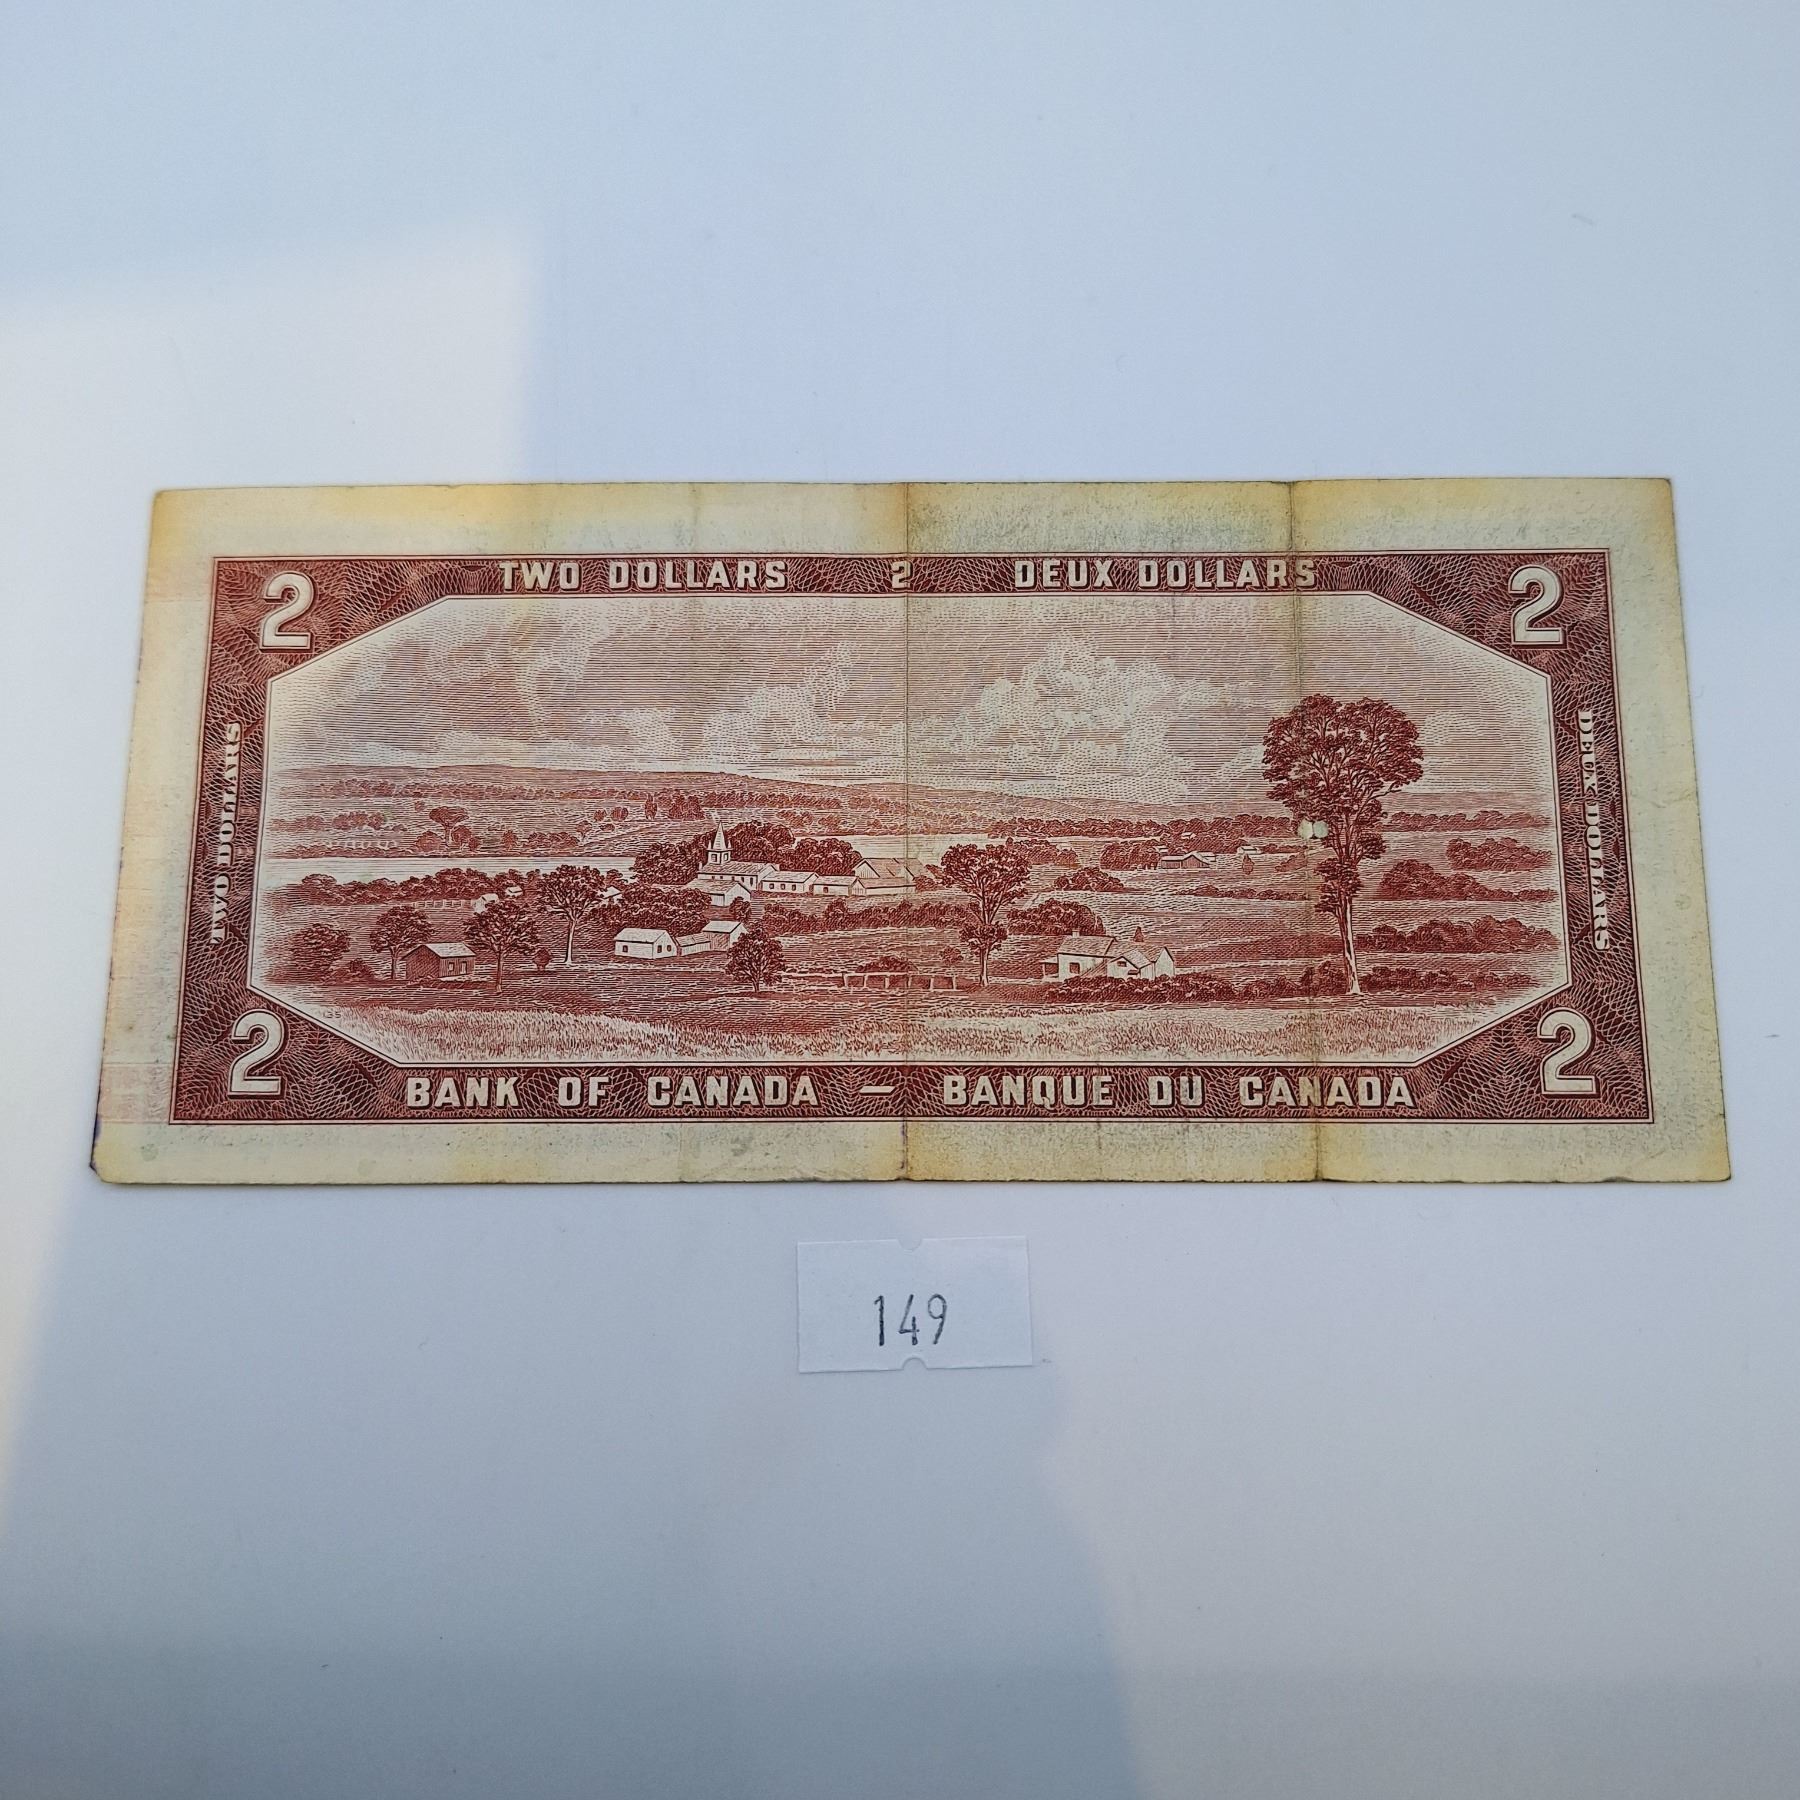 TWO DOLLARS 2 DEUX DOLLARS
2 2
TWO DOLLARS
DEUX DOLLARS
2 2
BANK OF CANADA — BANQUE DU CANADA
149